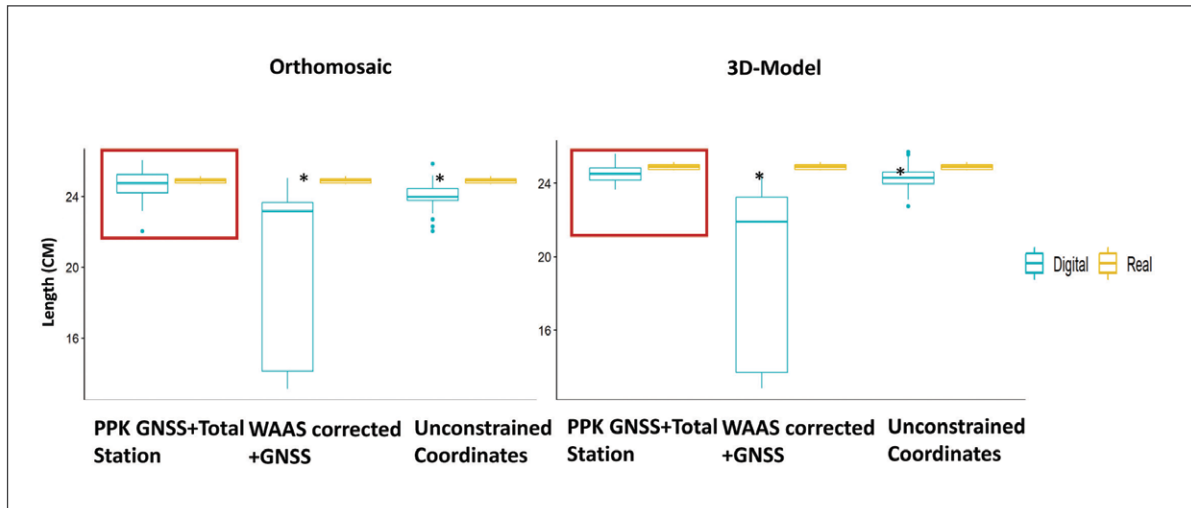 Orthomosaic
3D-Model
Length (CM)
24
20
16
24
20
16
*
*
*
*
Digital
Real
PPK GNSS+Total
Station
WAAS corrected
+GNSS
Unconstrained
Coordinates
PPK GNSS+Total
Station
WAAS corrected
+GNSS
Unconstrained
Coordinates